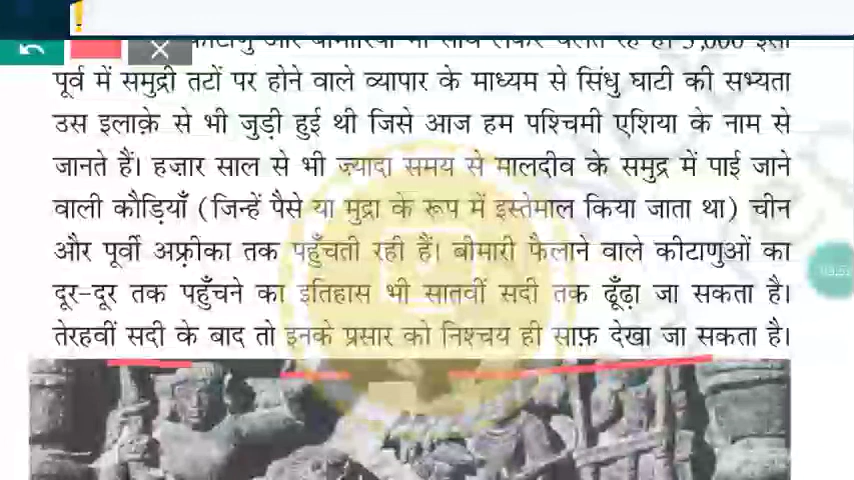 पूर्व में समुद्री तटों पर होने वाले व्यापार के माध्यम से सिंधु घाटी की सभ्यता
उस इलाक़े से भी जुड़ी हुई थी जिसे आज हम पश्चिमी एशिया के नाम से
जानते हैं। हज़ार साल से भी ज़्यादा समय से मालदीव के समुद्र में पाई जाने
वाली कौड़ियाँ (जिन्हें पैसे या मुद्रा के रूप में इस्तेमाल किया जाता था) चीन
और पूर्वी अफ़्रीका तक पहुँचती रही हैं। बीमारी फैलाने वाले कीटाणुओं का
दूर-दूर तक पहुँचने का इतिहास भी सातवीं सदी तक ढूँढ़ा जा सकता है।
तेरहवीं सदी के बाद तो इनके प्रसार को निश्चय ही साफ़ देखा जा सकता है।